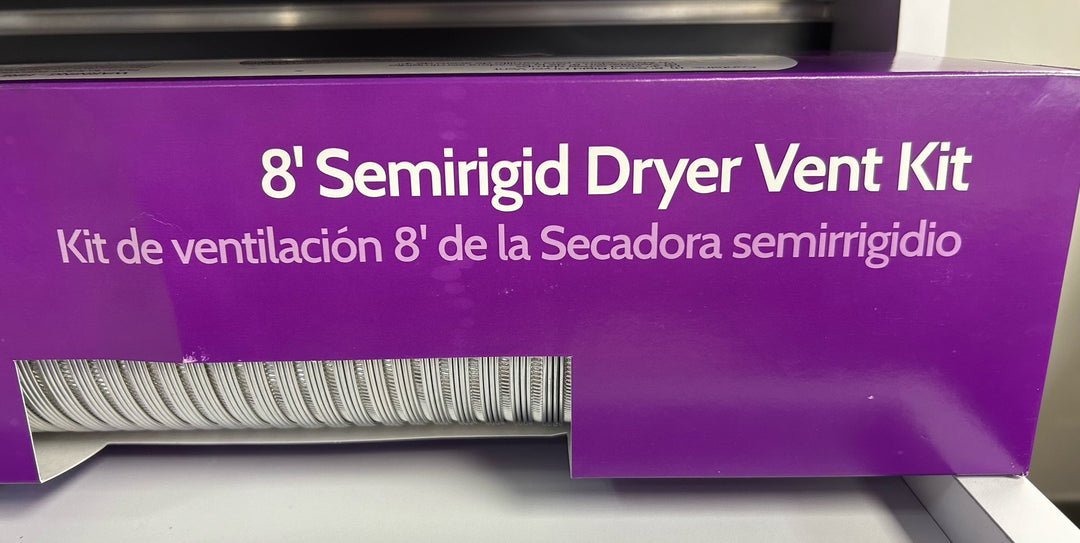 8' Semirigid Dryer Vent Kit
Kit de ventilación 8' de la Secadora semirrigidio